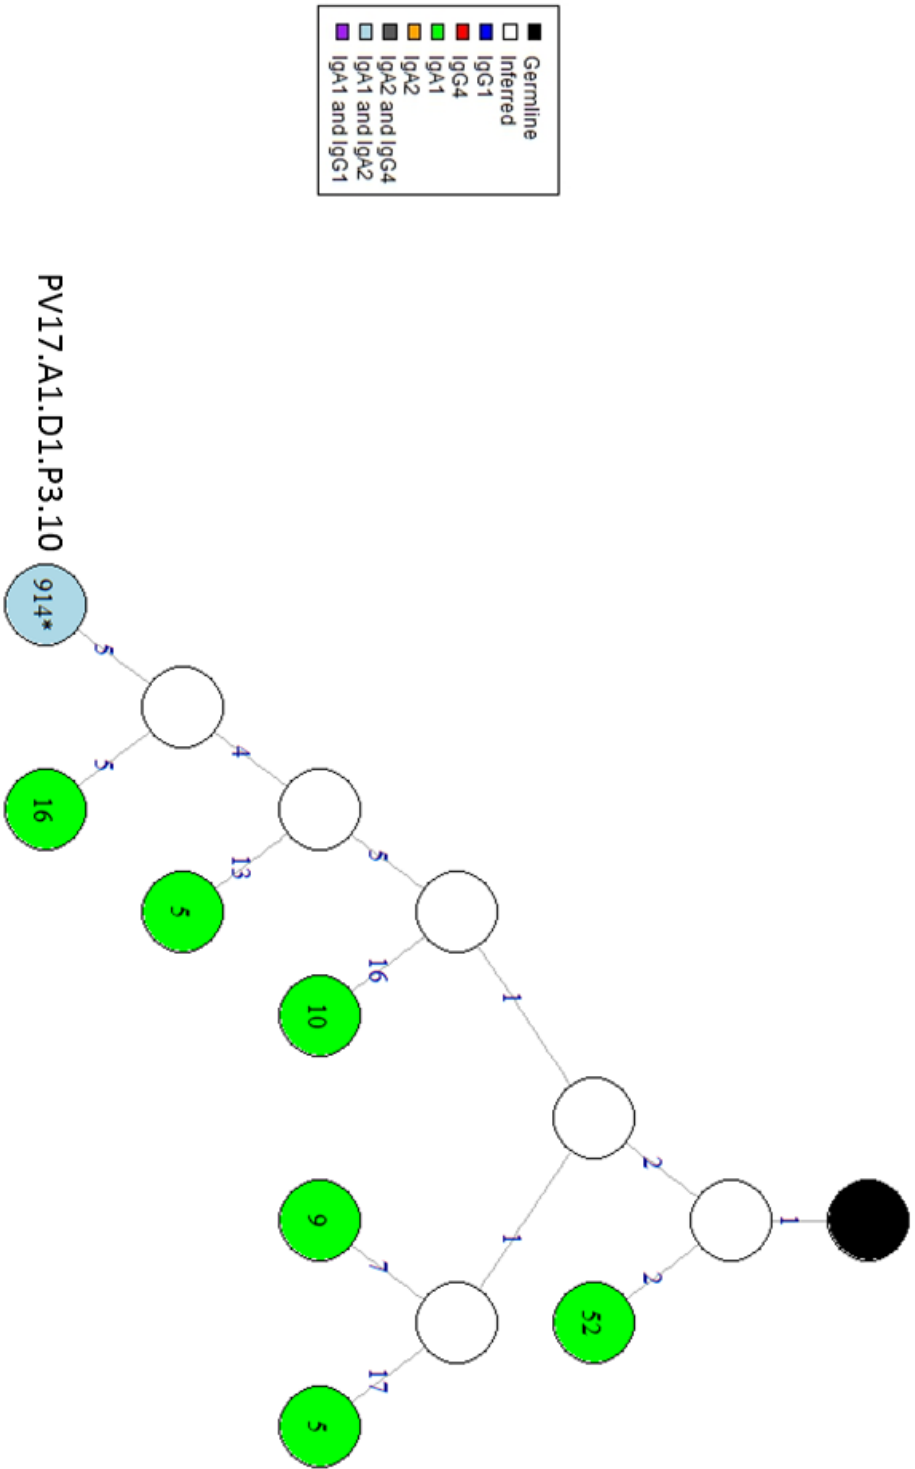 Germline
Inferred
IgG1
IgG4
IgA1
IgA2
IgA2 and IgG4
IgA1 and IgA2
IgA1 and IgG1
1
2
2
52
1
1
5
16
10
7
9
17
5
4
13
5
5
5
16
914*
PV17.A1.D1.P3.10